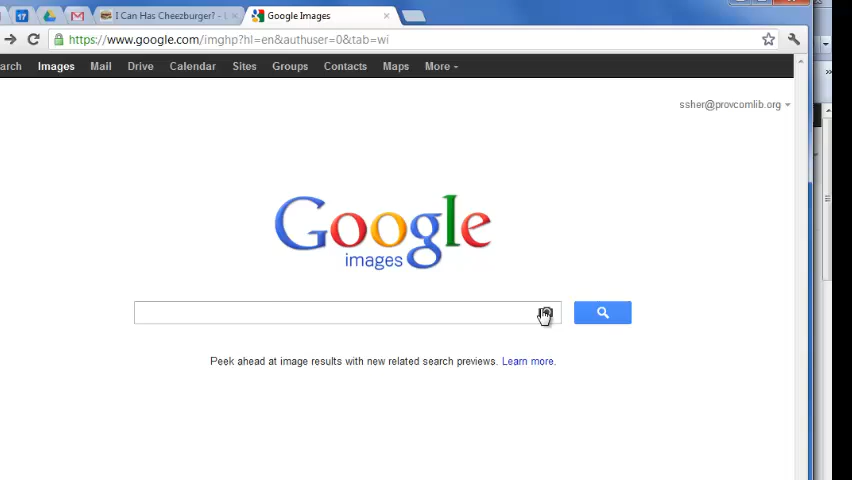 17 I Can Has Cheezburger? - L Google Images
https://www.google.com/imghp?hl=en&authuser=0&tab=wi
arch Images Mail Drive Calendar Sites Groups Contacts Maps More
ssher@provcomlib.org
Google
images
Peek ahead at image results with new related search previews. Learn more.